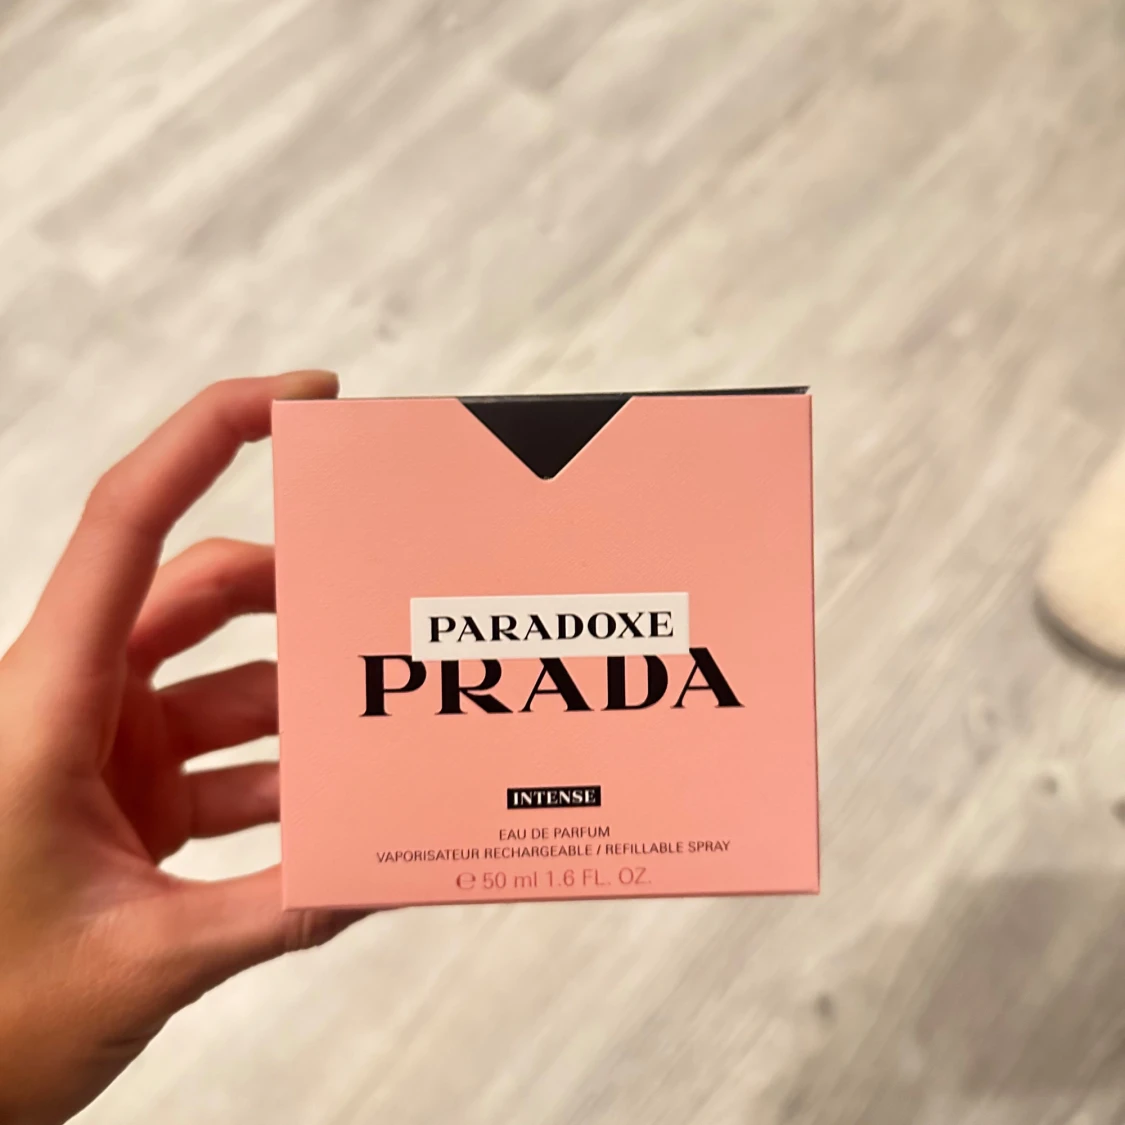 PARADOXE
PRADA
INTENSE
EAU DE PARFUM
VAPORISATEUR RECHARGEABLE / REFILLABLE SPRAY
℮ 50 ml 1.6 FL. OZ.